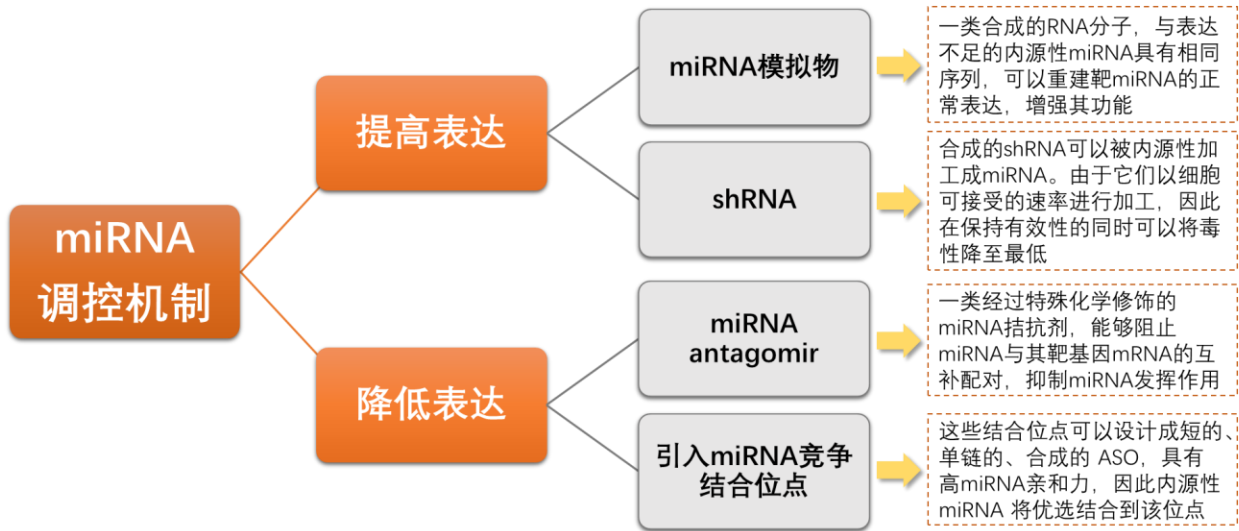 miRNA
调控机制
提高表达
miRNA模拟物
一类合成的RNA分子，与表达
不足的内源性miRNA具有相同
序列，可以重建靶miRNA的正
常表达，增强其功能
shRNA
合成的shRNA可以被内源性加
工成miRNA。由于它们以细胞
可接受的速率进行加工，因此
在保持有效性的同时可以将毒
性降至最低
降低表达
miRNA
antagomir
一类经过特殊化学修饰的
miRNA拮抗剂，能够阻止
miRNA与其靶基因mRNA的互
补配对，抑制miRNA发挥作用
引入miRNA竞争
结合位点
这些结合位点可以设计成短的、
单链的、合成的 ASO，具有
高miRNA亲和力，因此内源性
miRNA 将优选结合到该位点